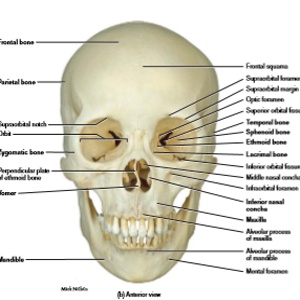 Frontal bone
Parietal bone
Supraorbital notch
Orbit
Zygomatic bone
Perpendicular plate
of ethmoid bone
Vomer
Mandible
Frontal squama
Supraorbital foramen
Supraorbital margin
Optic foramen
Superior orbital fissu
Temporal bone
Sphenoid bone
Ethmoid bone
Lacrimal bone
Inferior orbital fissure
Middle nasal concha
Infraorbital foramen
Inferior nasal
concha
Maxilla
Alveolar process
of maxilla
Alveolar process
of mandible
Mental foramen
(b) Anterior view